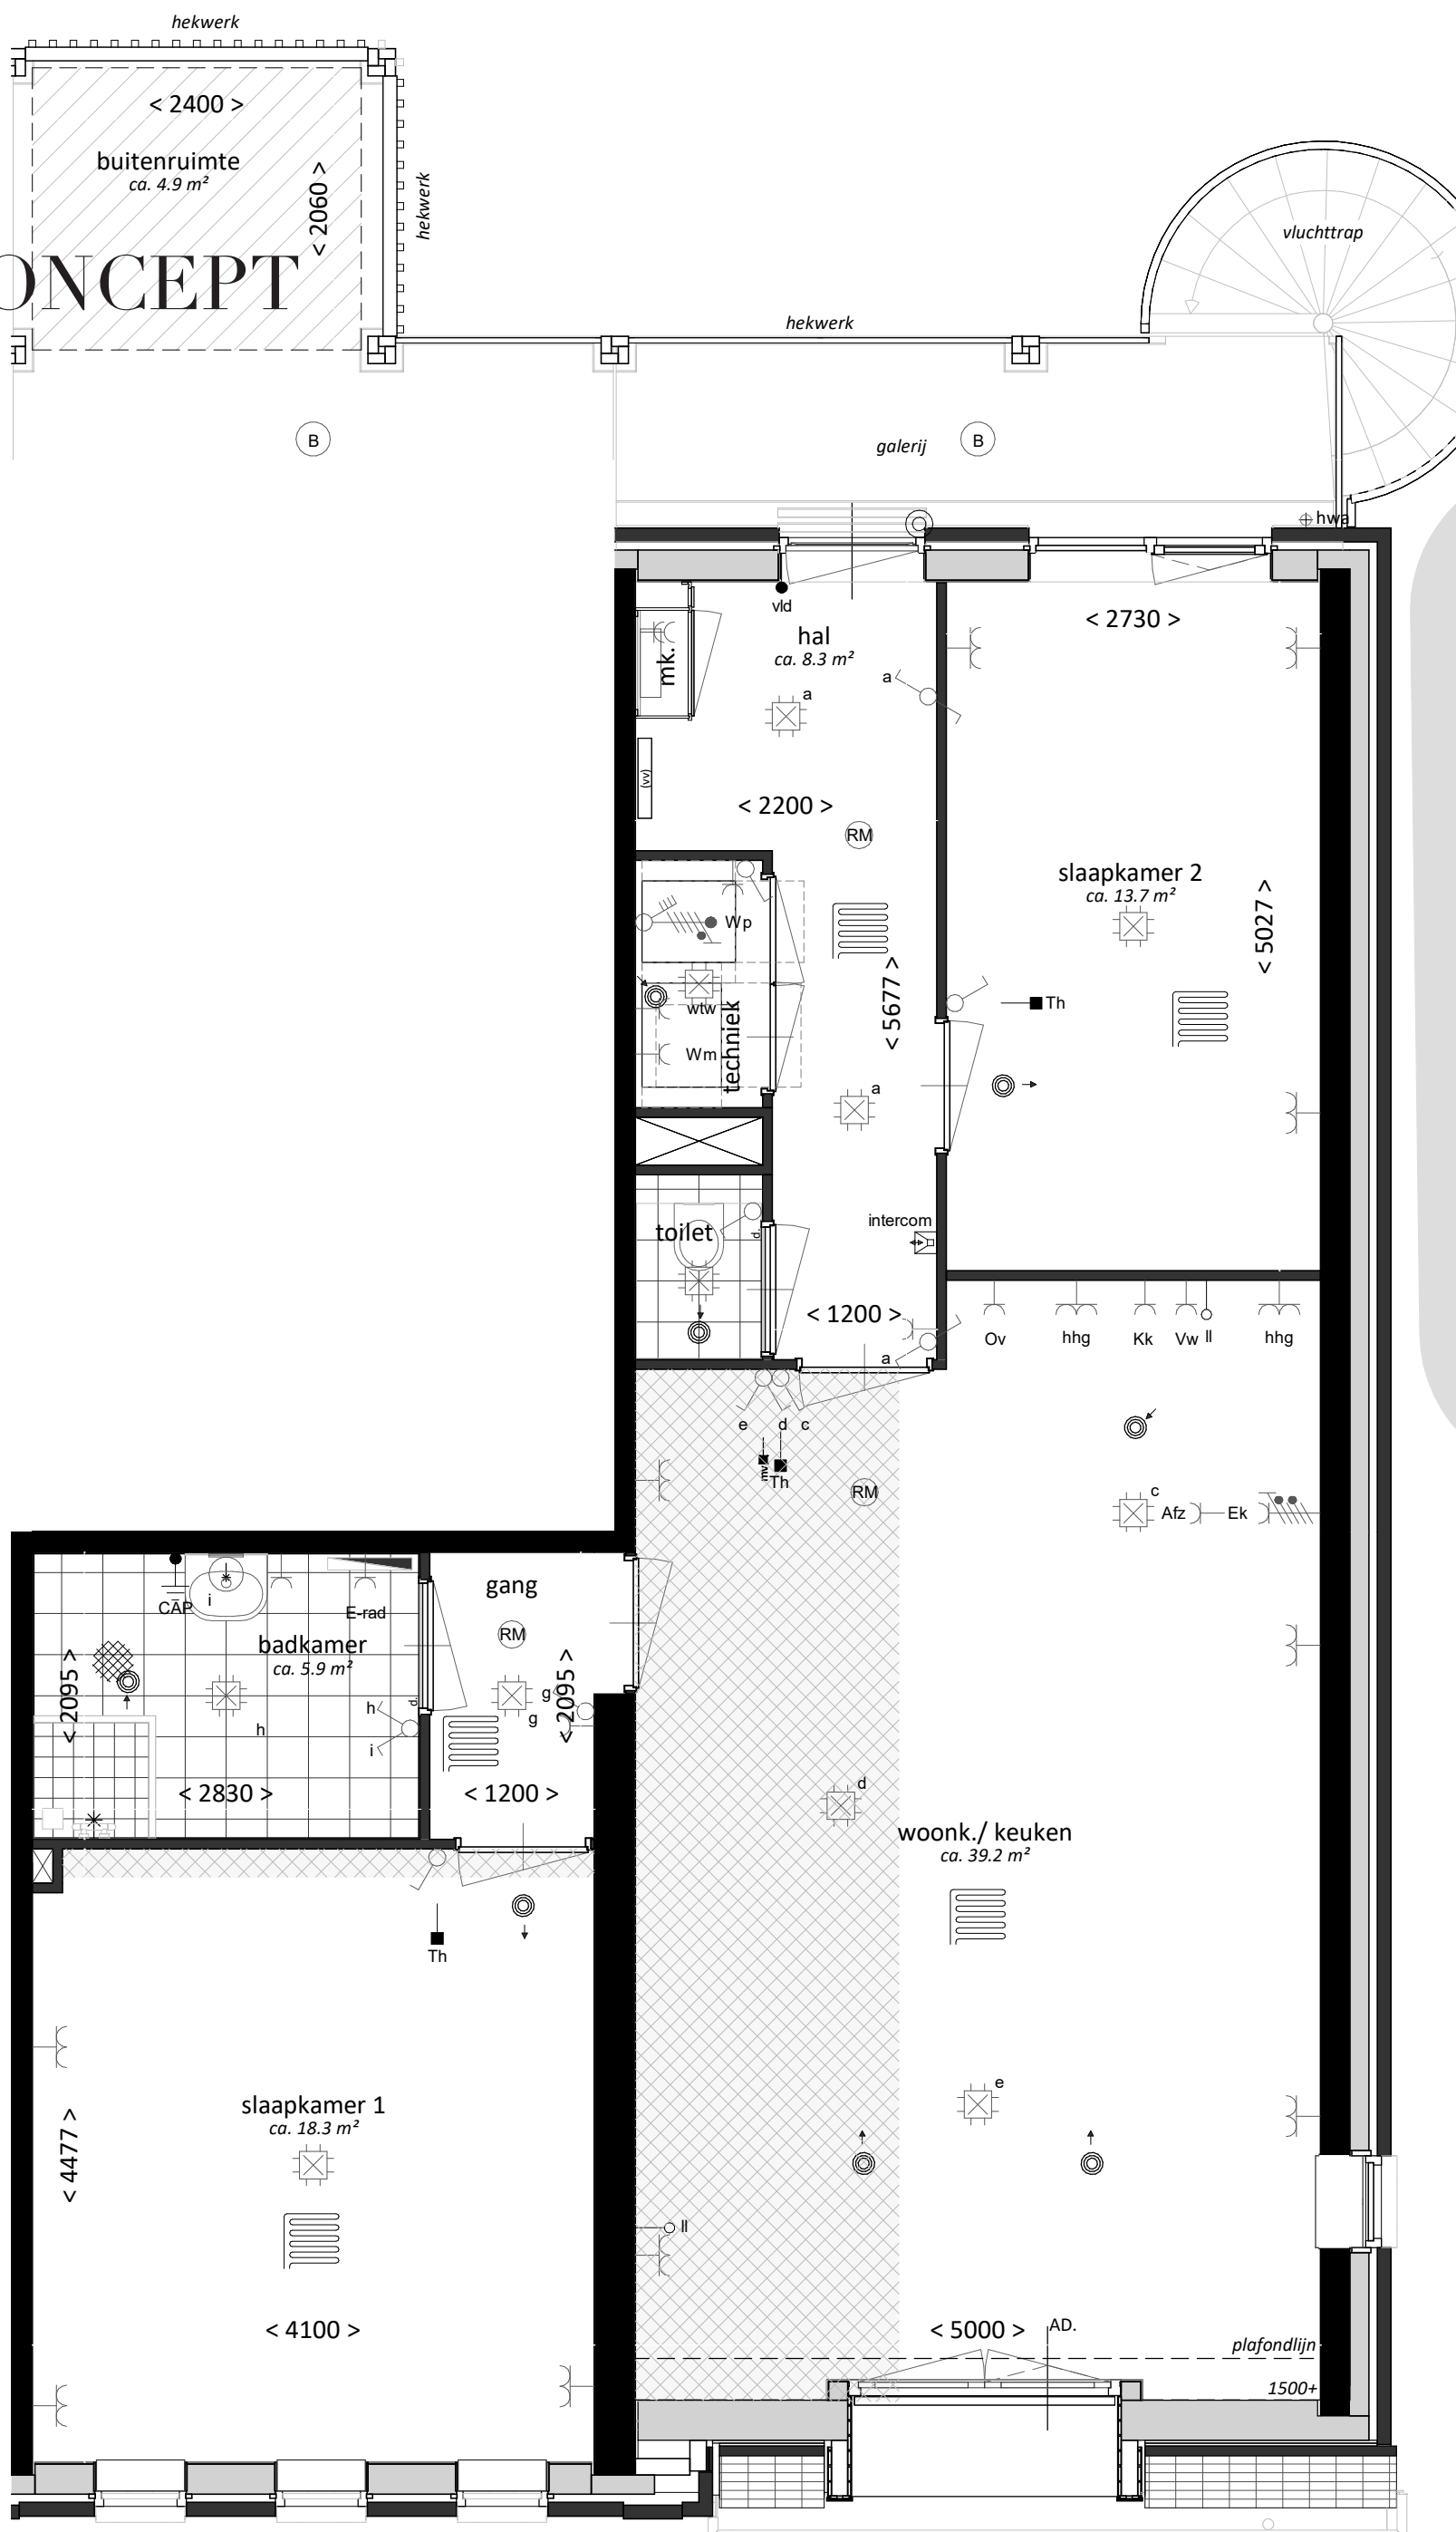 hekwerk
< 2400 >
buitenruimte
ca. 4.9 m²
< 2060 >
hekwerk
ONCEPT
vluchttrap
hekwerk
B
galerij
B
hwa
vld
hal
ca. 8.3 m²
mk.
a
a
(vv)
< 2200 >
RM
< 2730 >
slaapkamer 2
ca. 13.7 m²
< 5027 >
Wp
wtw
Wm
techniek
< 5677 >
Th
a
toilet
d.
intercom
< 1200 >
a
Ov
hhg
Kk
Vw
ll
hhg
e
d
c
mv
Th
RM
c
Afz
Ek
CAP
i
E-rad
badkamer
ca. 5.9 m²
< 2095 >
h
h
i
d.
< 2830 >
gang
RM
g
g
< 2095 >
< 1200 >
d
woonk./ keuken
ca. 39.2 m²
Th
slaapkamer 1
ca. 18.3 m²
< 4477 >
< 4100 >
e
ll
< 5000 >
AD.
plafondlijn
1500+